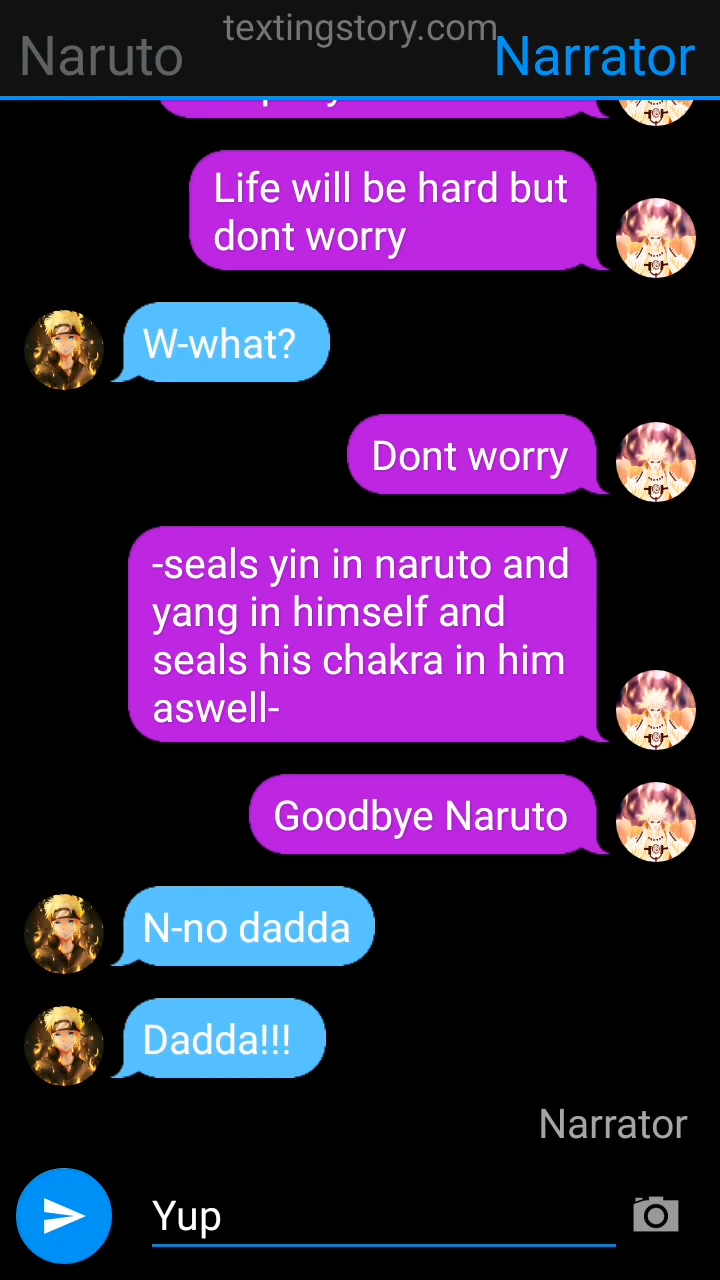 textingstory.com
Naruto
Narrator
Life will be hard but
dont worry
W-what?
Dont worry
-seals yin in naruto and
yang in himself and
seals his chakra in him
aswell-
Goodbye Naruto
N-no dadda
Dadda!!!
Narrator
Yup